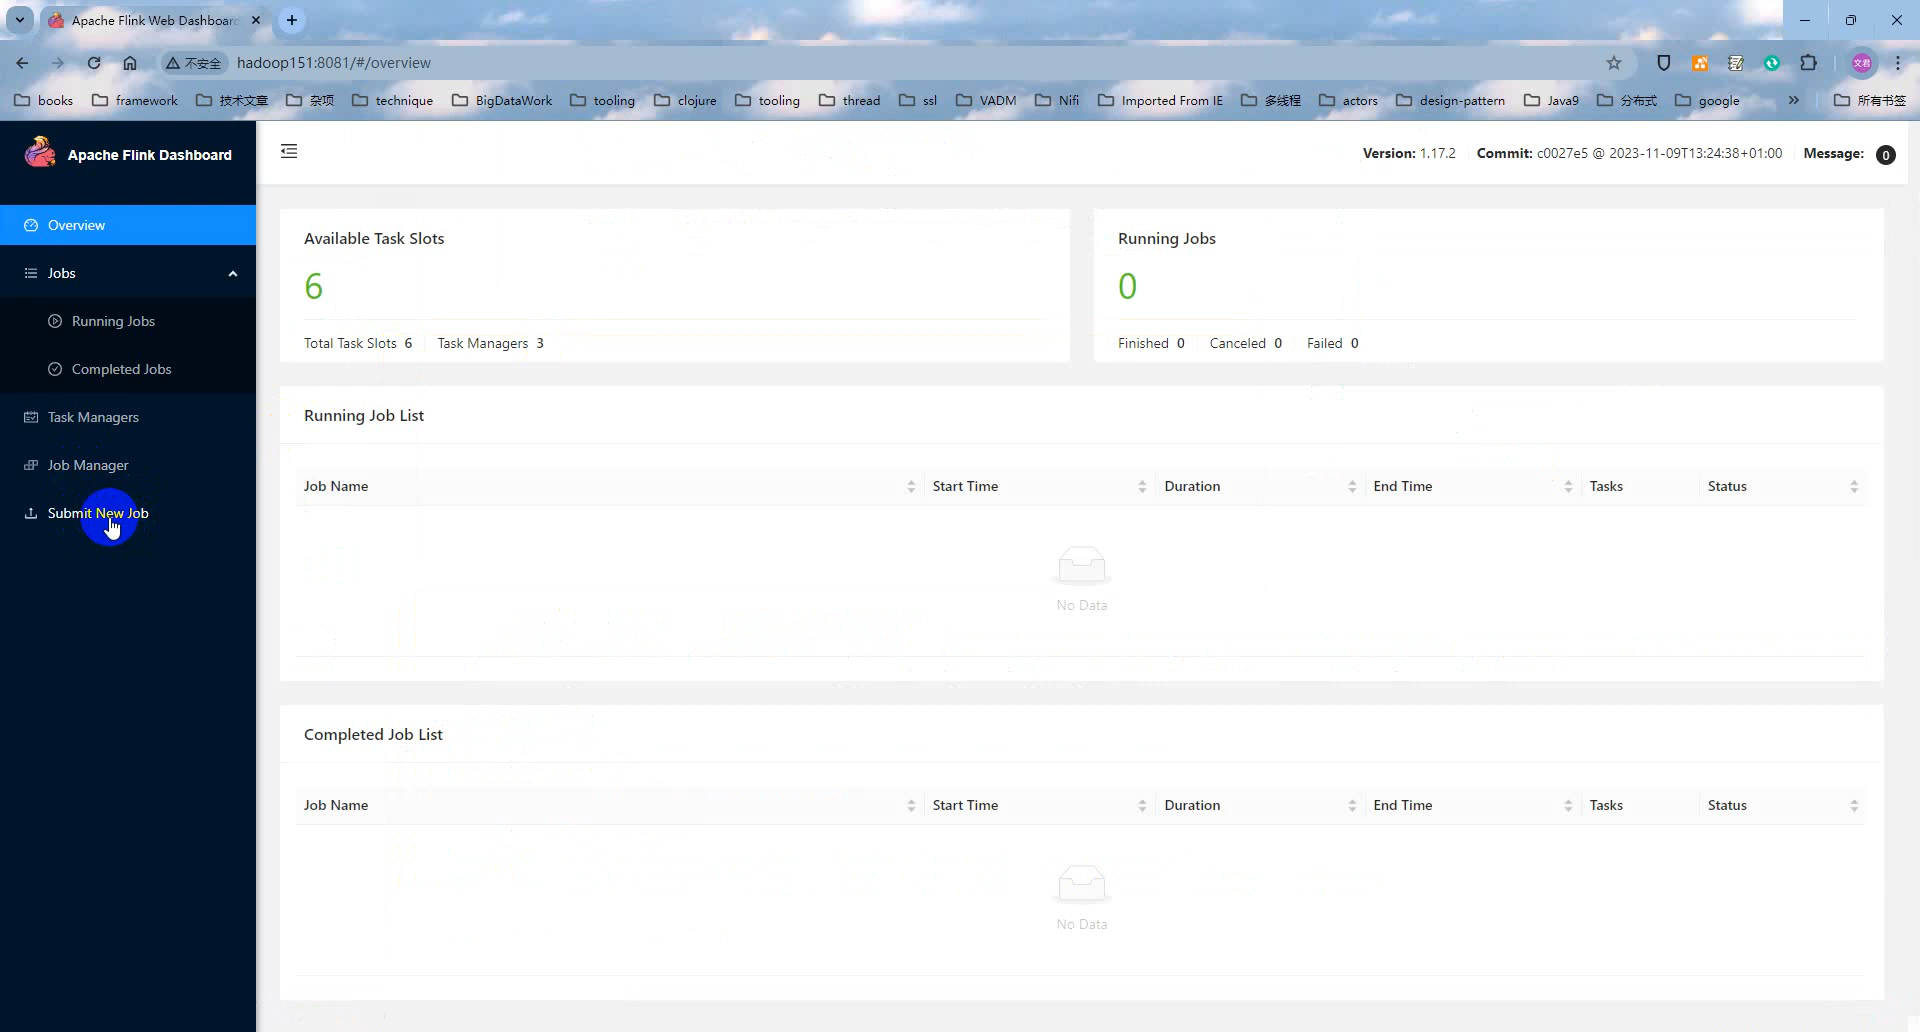 Apache Flink Web Dashboard
不安全 hadoop151:8081/#/overview 文君
books framework 技术文章 杂项 technique BigDataWork tooling clojure tooling thread ssl VADM Nifi Imported From IE 多线程 actors design-pattern Java9 分布式 google » 所有书签
Apache Flink Dashboard
Version: 1.17.2 Commit: c0027e5 @ 2023-11-09T13:24:38+01:00 Message: 0
Overview
Jobs
Running Jobs
Completed Jobs
Task Managers
Job Manager
Submit New Job
Available Task Slots
6
Total Task Slots 6 Task Managers 3
Running Jobs
0
Finished 0 Canceled 0 Failed 0
Running Job List
Job Name Start Time Duration End Time Tasks Status
No Data
Completed Job List
Job Name Start Time Duration End Time Tasks Status
No Data